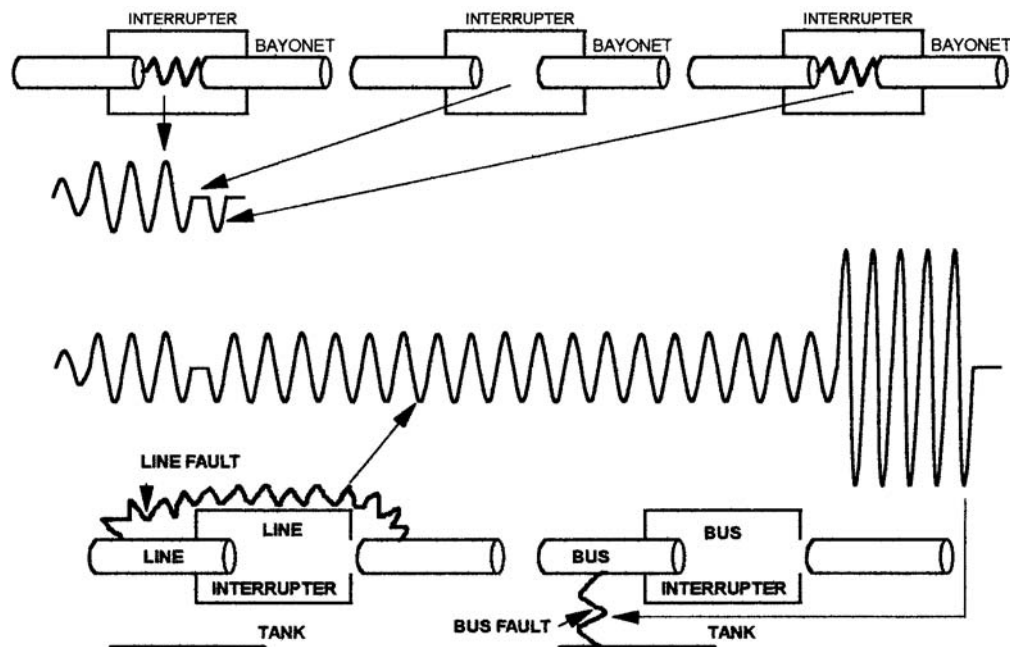 INTERRUPTER
BAYONET
INTERRUPTER
BAYONET
INTERRUPTER
BAYONET
LINE FAULT
LINE
LINE
INTERRUPTER
TANK
BUS
BUS
INTERRUPTER
BUS FAULT
TANK